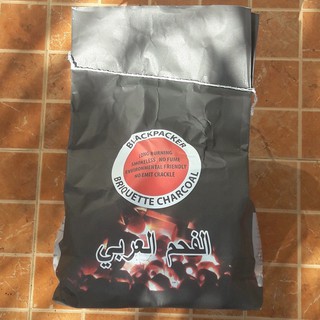 BLACKPACKER
LONG BURNING
SMOKELESS , NO FUME
ENVIRONMENTAL FRIENDLY
NO EMIT CRACKLE
BRIQUETTE CHARCOAL
الفحم العربي